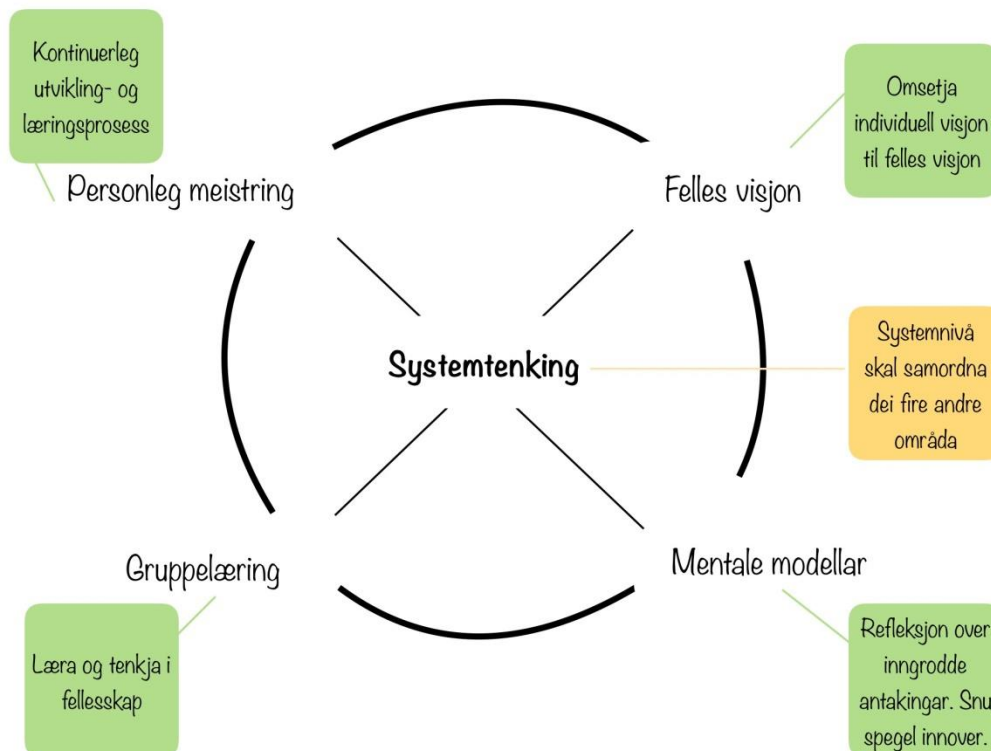 Kontinuerleg
utvikling- og
læringsprosess
Personleg meistring
Omsetja
individuell visjon
til felles visjon
Felles visjon
Systemtenking
Systemnivå
skal samordna
dei fire andre
områda
Gruppelæring
Læra og tenkja i
fellesskap
Mentale modellar
Refleksjon over
inngrodde
antakingar. Snu
spegel innover.